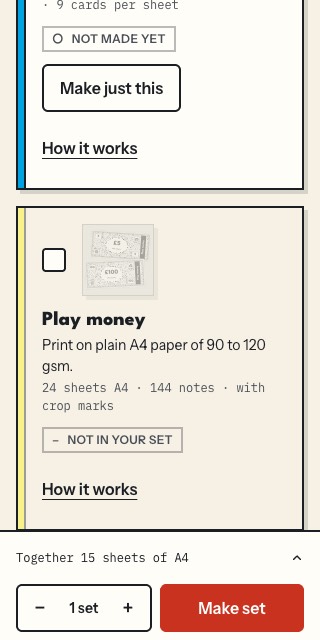 · 9 cards per sheet
NOT MADE YET
Make just this
How it works
£5
£100
Play money
Print on plain A4 paper of 90 to 120
gsm.
24 sheets A4 · 144 notes · with
crop marks
– NOT IN YOUR SET
How it works
Together 15 sheets of A4
− 1 set +
Make set